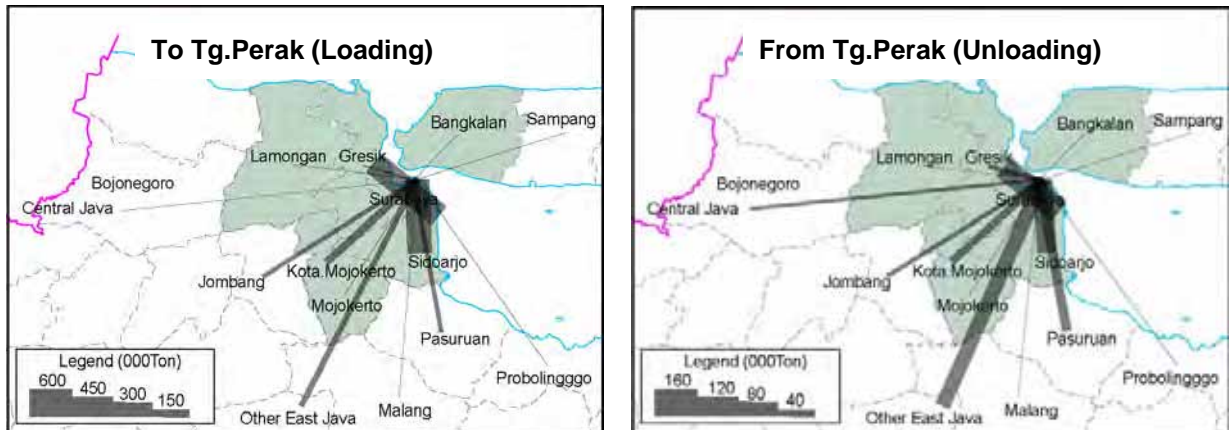 To Tg.Perak (Loading)
Bangkalan
Sampang
Lamongan
Gresik
Bojonegoro
Central Java
Surabaya
Jombang
Kota.Mojokerto
Sidoarjo
Mojokerto
Pasuruan
Legend (000Ton)
600
450
300
150
Probolingggo
Other East Java
Malang
From Tg.Perak (Unloading)
Bangkalan
Sampang
Lamongan
Gresik
Bojonegoro
Central Java
Surabaya
Jombang
Kota.Mojokerto
Sidoarjo
Mojokerto
Pasuruan
Legend (000Ton)
160
120
80
40
Probolingggo
Other East Java
Malang